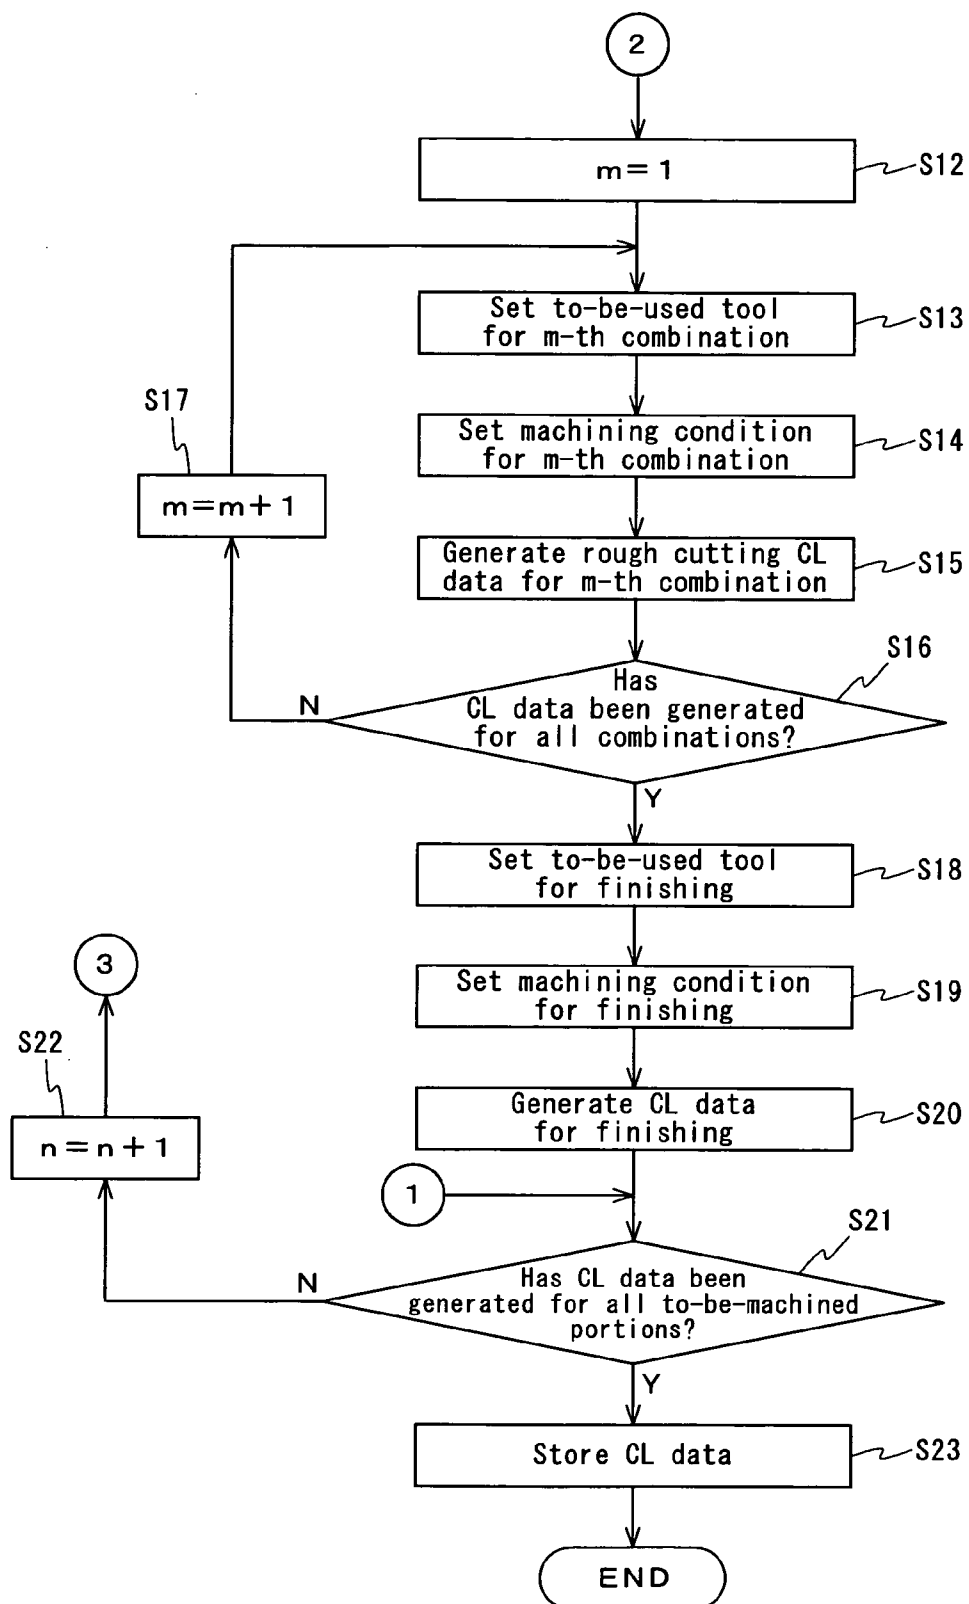 2
m=1
S12
Set to-be-used tool
for m-th combination
S13
S17
Set machining condition
for m-th combination
S14
m=m+1
Generate rough cutting CL
data for m-th combination
S15
S16
Has
CL data been generated
for all combinations?
N
Y
Set to-be-used tool
for finishing
S18
3
Set machining condition
for finishing
S19
S22
n=n+1
Generate CL data
for finishing
S20
1
S21
Has CL data been
generated for all to-be-machined
portions?
N
Y
Store CL data
S23
END